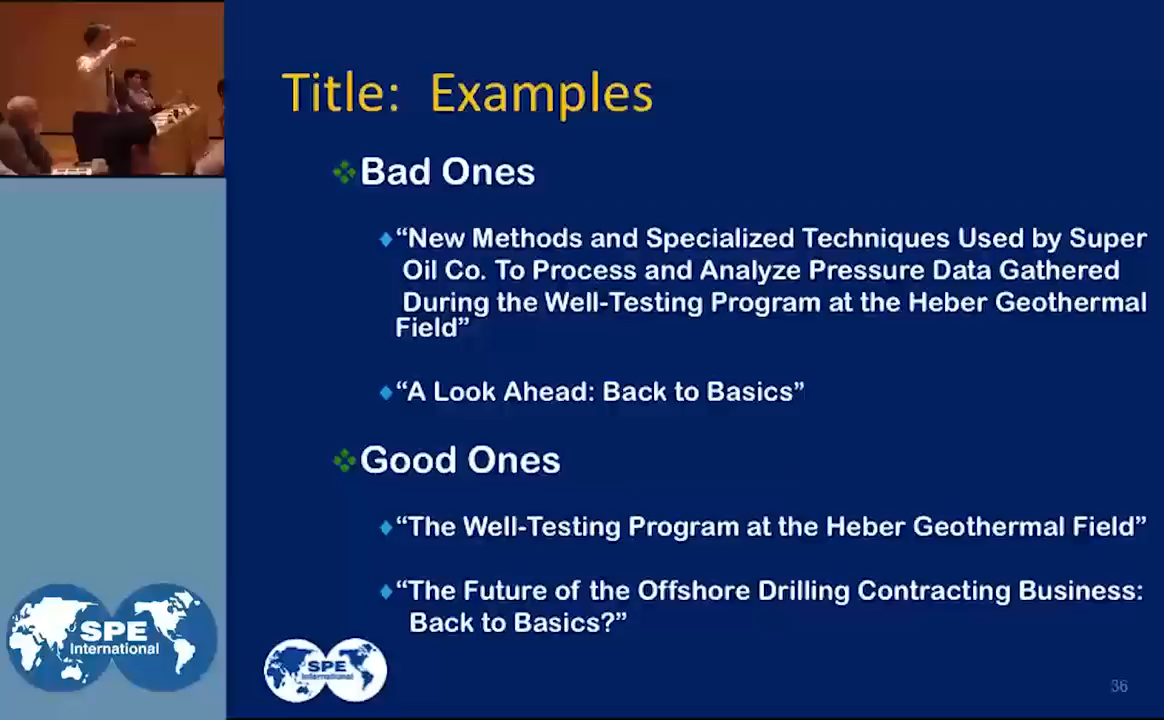 Title: Examples
Bad Ones
“New Methods and Specialized Techniques Used by Super
Oil Co. To Process and Analyze Pressure Data Gathered
During the Well-Testing Program at the Heber Geothermal
Field”
“A Look Ahead: Back to Basics”
Good Ones
“The Well-Testing Program at the Heber Geothermal Field”
“The Future of the Offshore Drilling Contracting Business:
Back to Basics?”
SPE
International
SPE
International
36